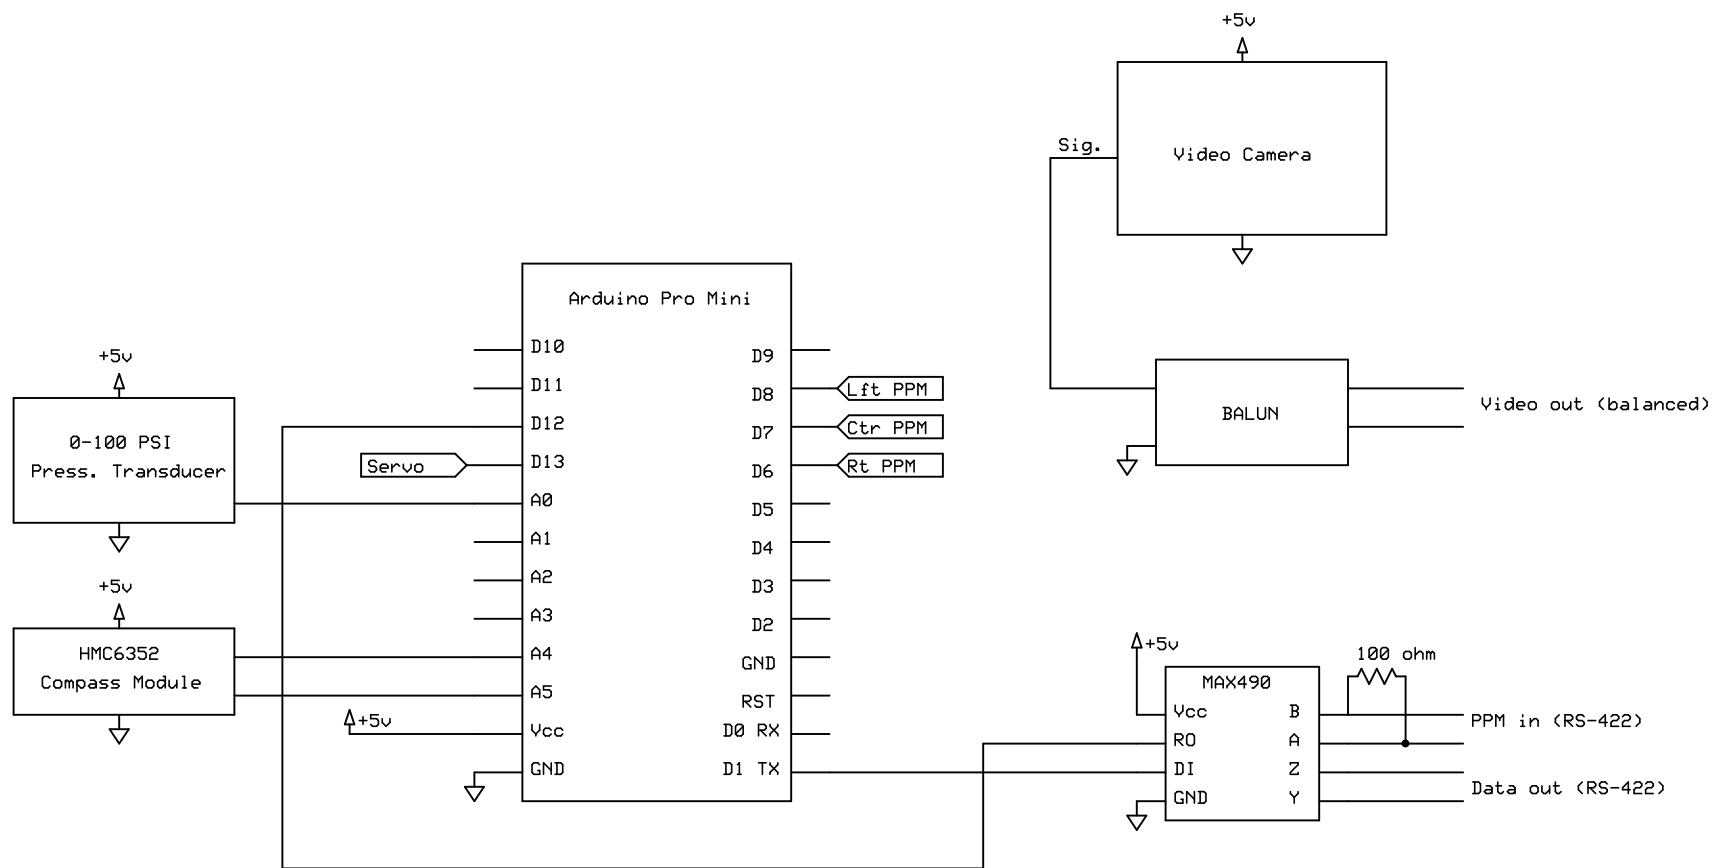 +5v
Sig.
Video Camera
Arduino Pro Mini
D10
D11
D12
D13
A0
A1
A2
A3
A4
A5
Vcc
GND
D9
D8
D7
D6
D5
D4
D3
D2
GND
RST
D0 RX
D1 TX
Lft PPM
Ctr PPM
Rt PPM
Servo
+5v
0-100 PSI
Press. Transducer
+5v
HMC6352
Compass Module
+5v
BALUN
Video out (balanced)
+5v
100 ohm
MAX490
Vcc
RO
DI
GND
B
A
Z
Y
PPM in (RS-422)
Data out (RS-422)